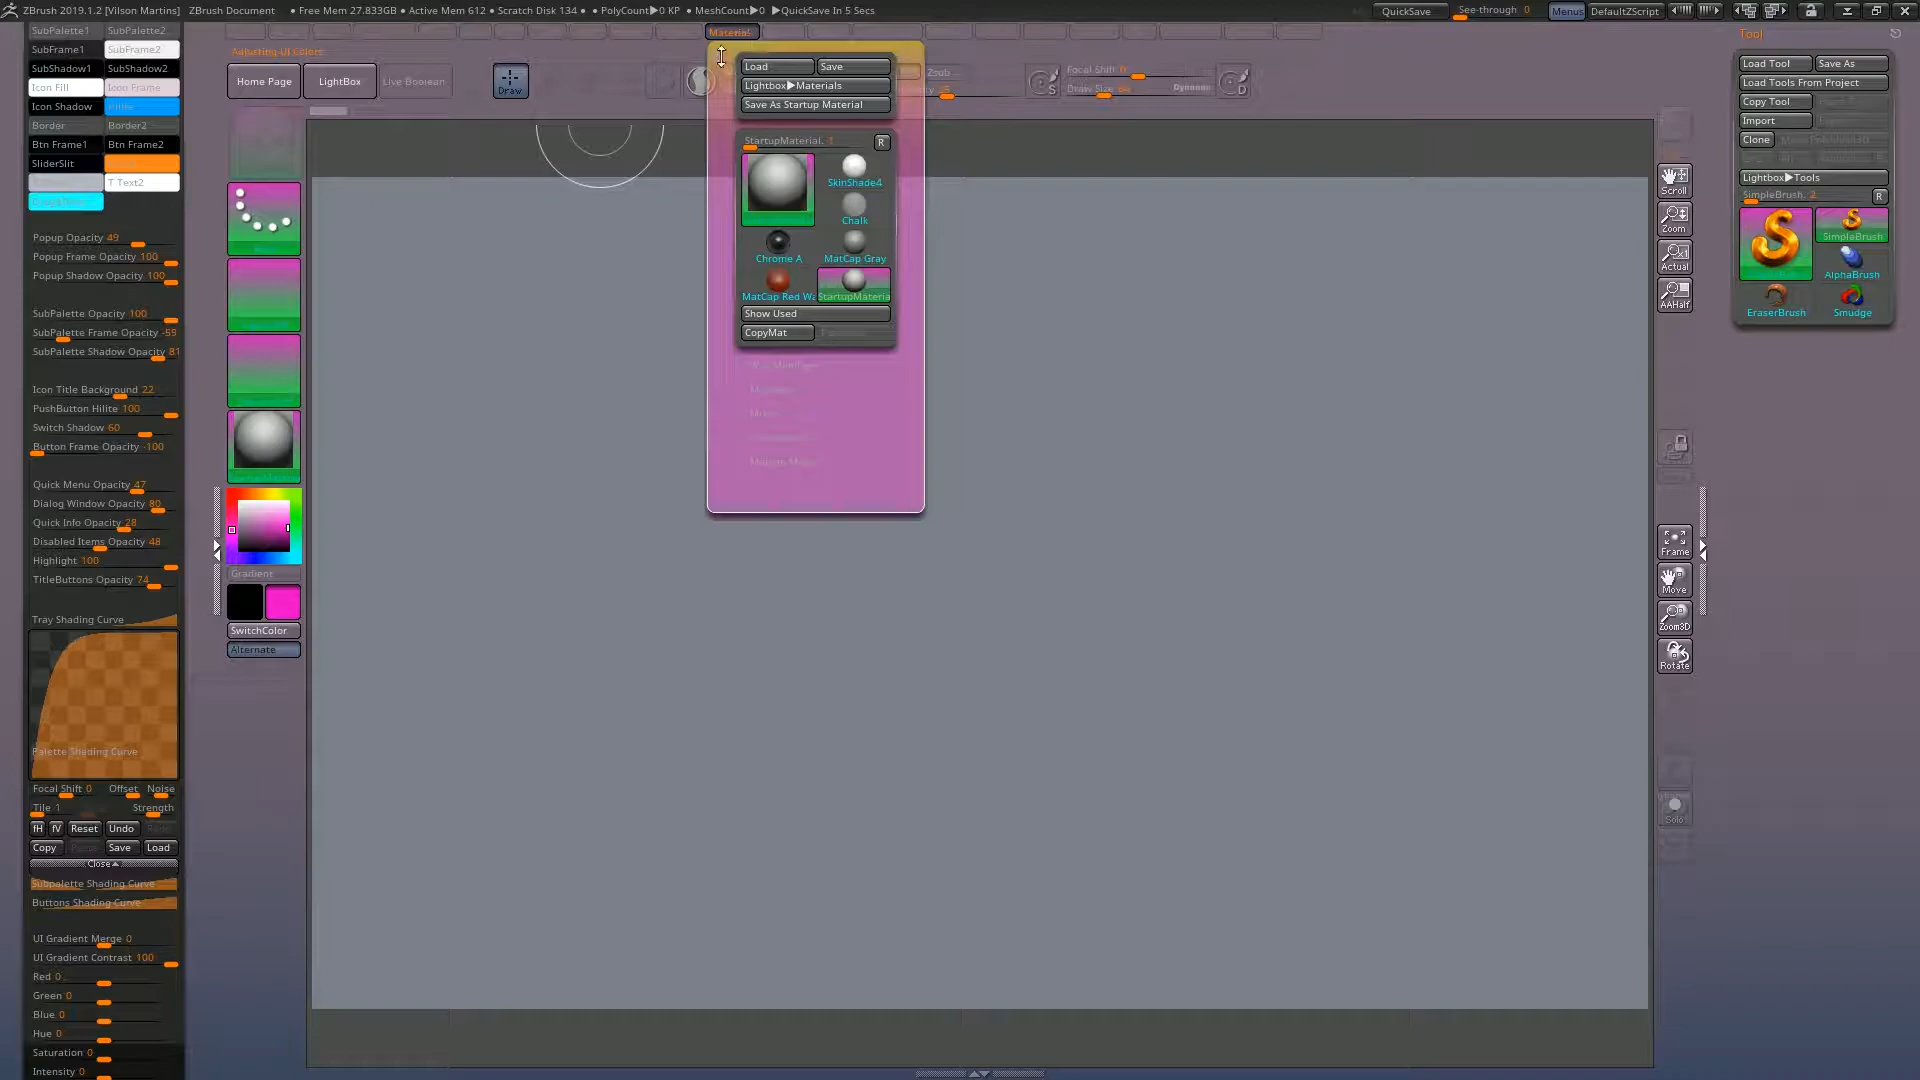 ZBrush 2019.1.2 [Vilson Martins] ZBrush Document • Free Mem 27.833GB • Active Mem 612 • Scratch Disk 134 • • PolyCount▶0 KP • MeshCount▶0 ▶QuickSave In 5 Secs QuickSave See-through 0 Menus DefaultZScript
SubPalette1 SubPalette2
SubFrame1 SubFrame2
SubShadow1 SubShadow2
Icon Fill Icon Frame
Icon Shadow
Border Border2
Btn Frame1 Btn Frame2
SliderSlit
T Text2
Popup Opacity 49
Popup Frame Opacity 100
Popup Shadow Opacity 100
SubPalette Opacity 100
SubPalette Frame Opacity -59
SubPalette Shadow Opacity 81
Icon Title Background 22
PushButton Hilite 100
Switch Shadow 60
Button Frame Opacity -100
Quick Menu Opacity 47
Dialog Window Opacity 80
Quick Info Opacity 28
Disabled Items Opacity 48
Highlight 100
TitleButtons Opacity 74
Tray Shading Curve
Palette Shading Curve
Focal Shift 0 Offset Noise
Tile 1 Strength
fH fV Reset Undo
Copy Save Load
Close
Subpalette Shading Curve
Buttons Shading Curve
UI Gradient Merge 0
UI Gradient Contrast 100
Red 0
Green 0
Blue 0
Hue 0
Saturation 0
Intensity 0
Adjusting UI Colors
Home Page LightBox Live Boolean Draw
Gradient
SwitchColor
Alternate
Material
Load Save
Lightbox▶Materials
Save As Startup Material
StartupMaterial. 1 R
SkinShade4
Chalk
Chrome A MatCap Gray
MatCap Red Wa StartupMateria
Show Used
CopyMat
Zsub
Focal Shift 0
Draw Size Dynamic
S D
Scroll
Zoom
Actual
AAHalf
Frame
Move
Zoom3D
Rotate
Solo
Tool
Load Tool Save As
Load Tools From Project
Copy Tool
Import
Clone
Lightbox▶Tools
SimpleBrush. 2 R
SimpleBrush
AlphaBrush
EraserBrush Smudge